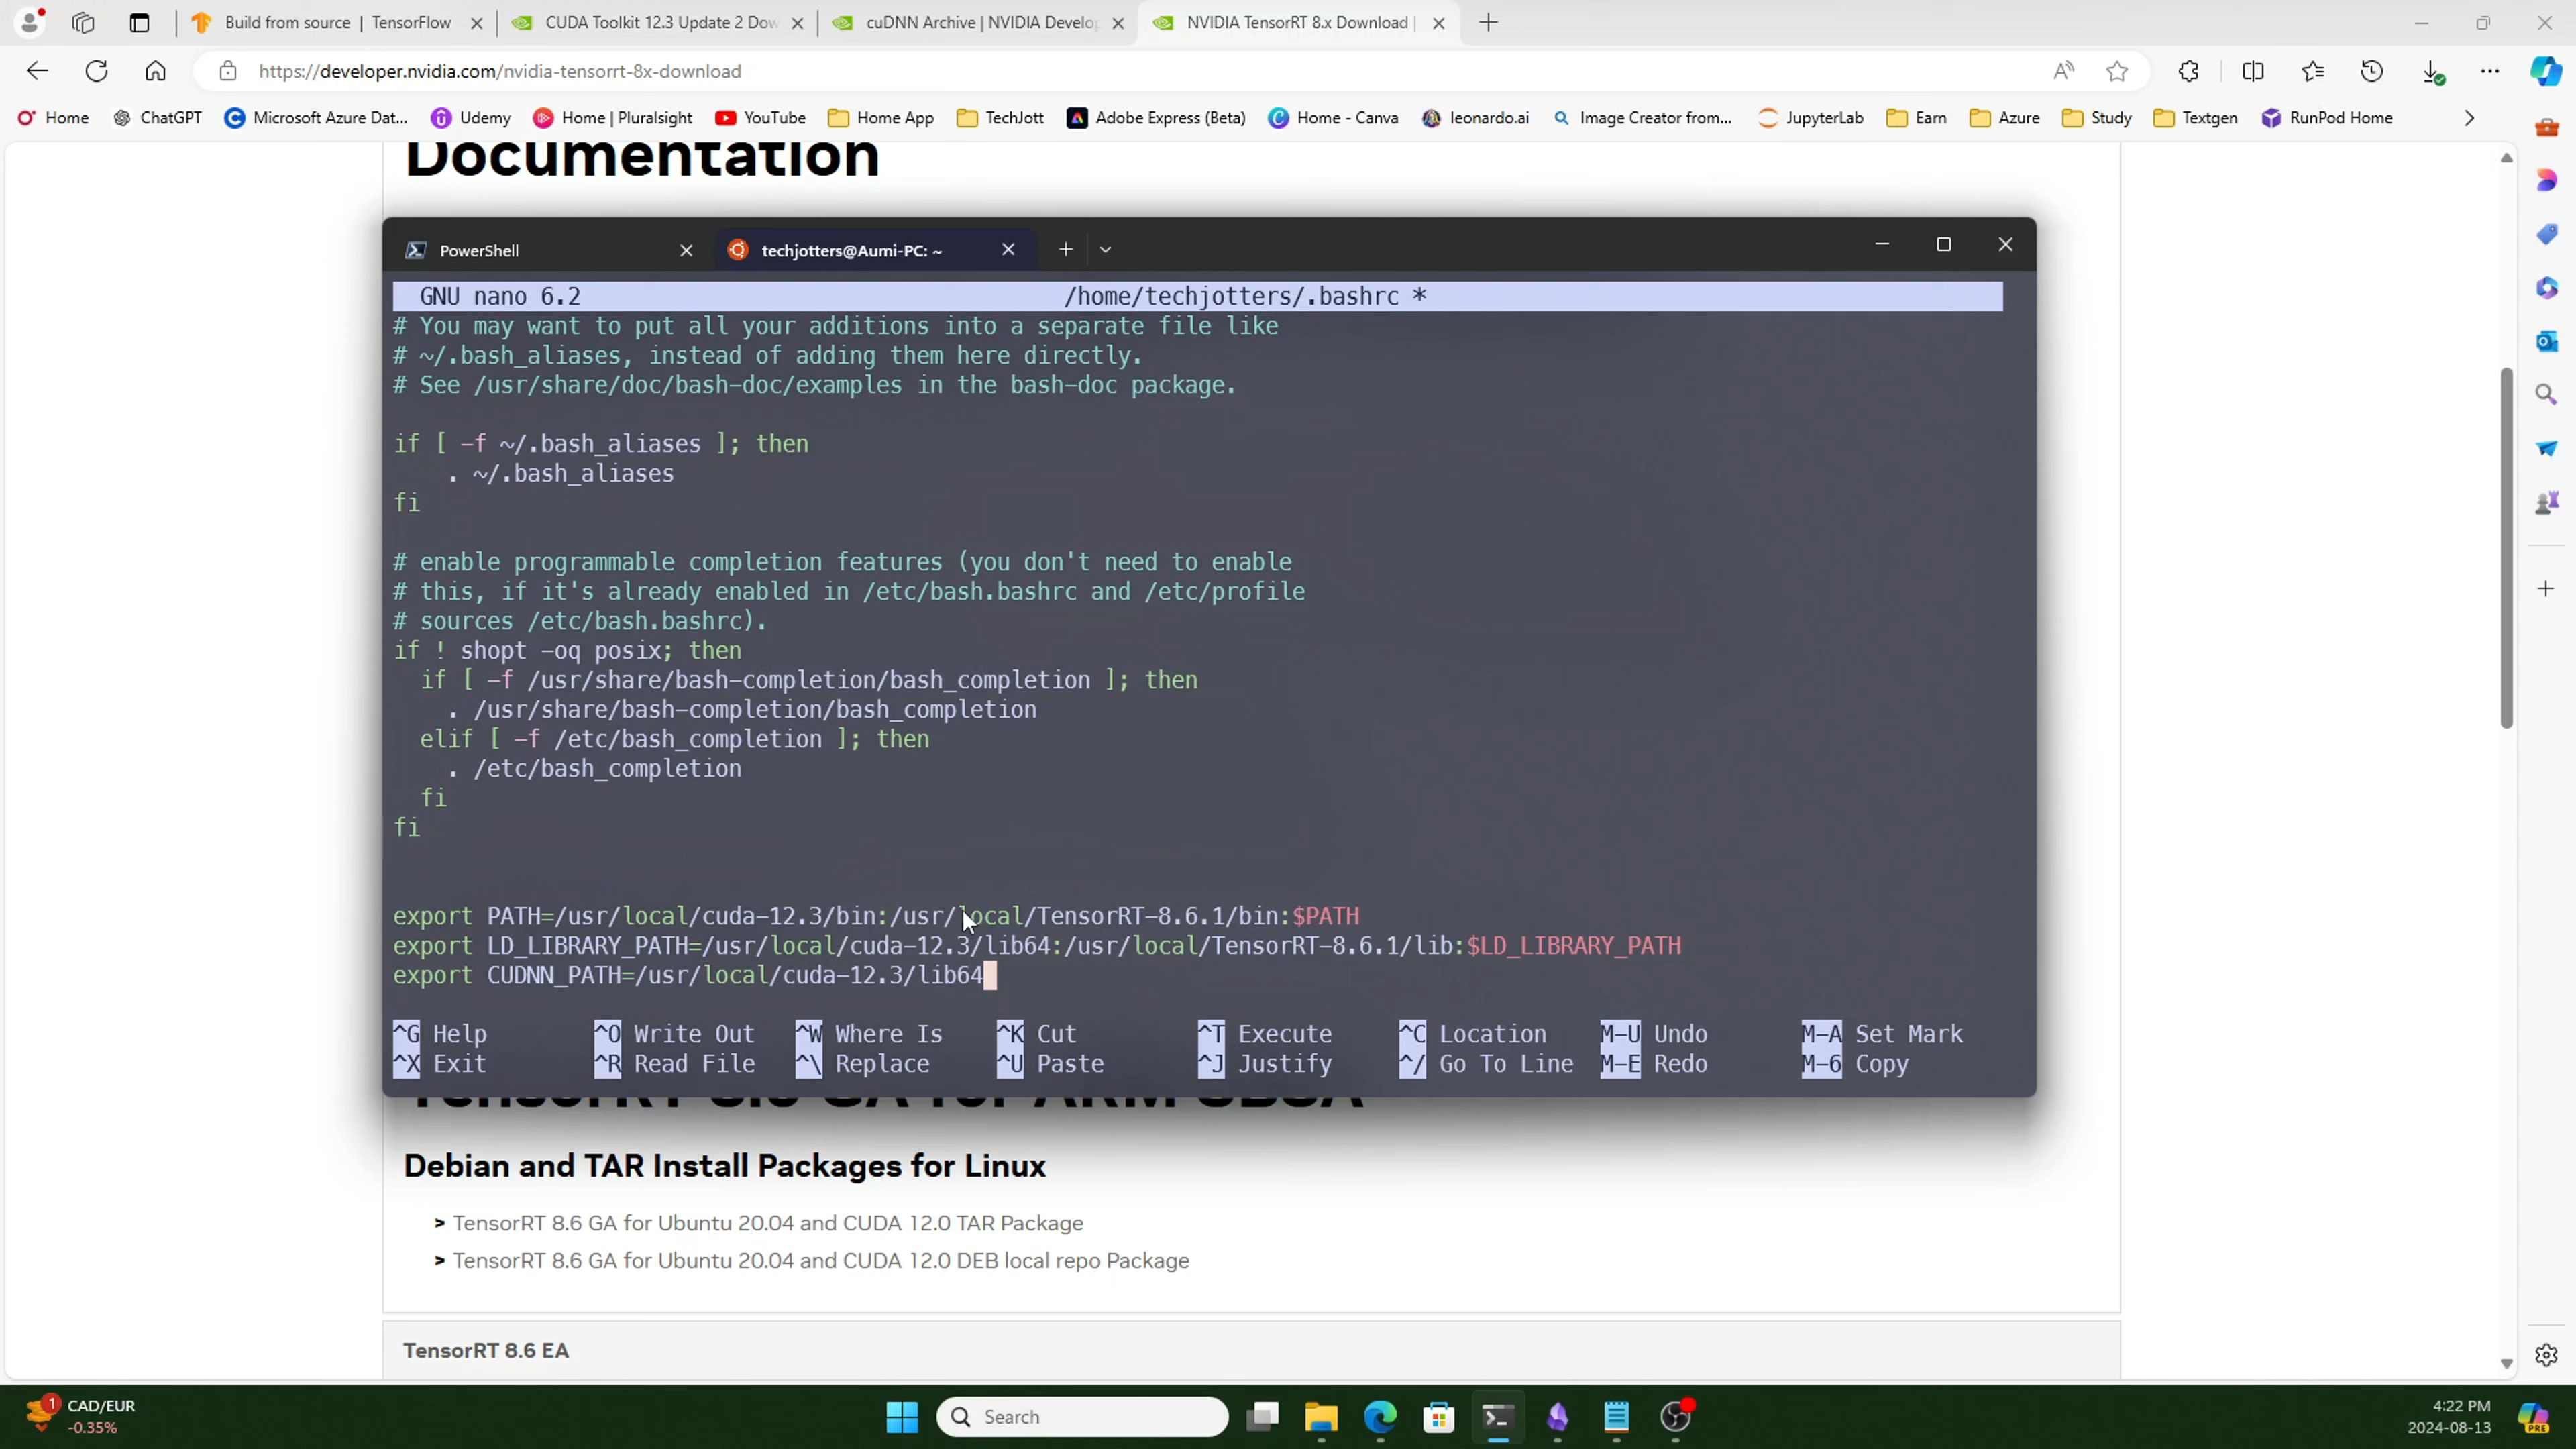 Build from source | TensorFlow
CUDA Toolkit 12.3 Update 2 Dow
cuDNN Archive | NVIDIA Develop
NVIDIA TensorRT 8.x Download |
https://developer.nvidia.com/nvidia-tensorrt-8x-download
Home
ChatGPT
Microsoft Azure Dat...
Udemy
Home | Pluralsight
YouTube
Home App
TechJott
Adobe Express (Beta)
Home - Canva
leonardo.ai
Image Creator from...
JupyterLab
Earn
Azure
Study
Textgen
RunPod Home
Documentation
PowerShell
techjotters@Aumi-PC: ~
GNU nano 6.2 /home/techjotters/.bashrc *
# You may want to put all your additions into a separate file like
# ~/.bash_aliases, instead of adding them here directly.
# See /usr/share/doc/bash-doc/examples in the bash-doc package.
if [ -f ~/.bash_aliases ]; then
. ~/.bash_aliases
fi
# enable programmable completion features (you don't need to enable
# this, if it's already enabled in /etc/bash.bashrc and /etc/profile
# sources /etc/bash.bashrc).
if ! shopt -oq posix; then
if [ -f /usr/share/bash-completion/bash_completion ]; then
. /usr/share/bash-completion/bash_completion
elif [ -f /etc/bash_completion ]; then
. /etc/bash_completion
fi
fi
export PATH=/usr/local/cuda-12.3/bin:/usr/local/TensorRT-8.6.1/bin:$PATH
export LD_LIBRARY_PATH=/usr/local/cuda-12.3/lib64:/usr/local/TensorRT-8.6.1/lib:$LD_LIBRARY_PATH
export CUDNN_PATH=/usr/local/cuda-12.3/lib64
^G Help ^O Write Out ^W Where Is ^K Cut ^T Execute ^C Location M-U Undo M-A Set Mark
^X Exit ^R Read File ^\ Replace ^U Paste ^J Justify ^/ Go To Line M-E Redo M-6 Copy
TensorRT 8.6 GA for ARM SBSA
Debian and TAR Install Packages for Linux
> TensorRT 8.6 GA for Ubuntu 20.04 and CUDA 12.0 TAR Package
> TensorRT 8.6 GA for Ubuntu 20.04 and CUDA 12.0 DEB local repo Package
TensorRT 8.6 EA
1
CAD/EUR
-0.35%
Search
4:22 PM
2024-08-13
PRE